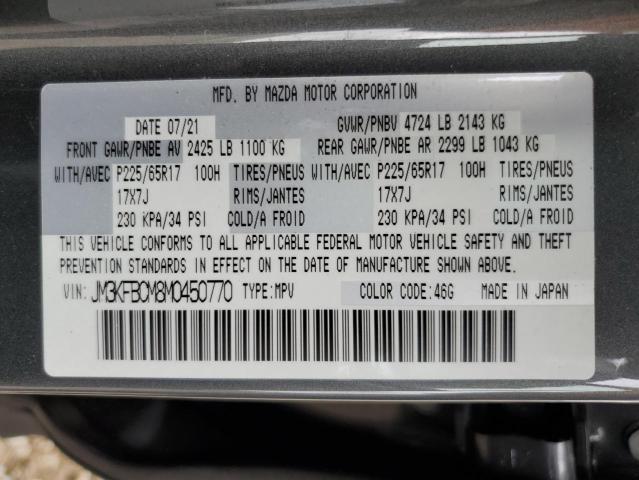 MFD. BY MAZDA MOTOR CORPORATION
DATE 07/21 GVWR/PNBV 4724 LB 2143 KG
FRONT GAWR/PNBE AV 2425 LB 1100 KG REAR GAWR/PNBE AR 2299 LB 1043 KG
WITH/AVEC P225/65R17 100H TIRES/PNEUS WITH/AVEC P225/65R17 100H TIRES/PNEUS
17X7J RIMS/JANTES 17X7J RIMS/JANTES
230 KPA/34 PSI COLD/A FROID 230 KPA/34 PSI COLD/A FROID
THIS VEHICLE CONFORMS TO ALL APPLICABLE FEDERAL MOTOR VEHICLE SAFETY AND THEFT
PREVENTION STANDARDS IN EFFECT ON THE DATE OF MANUFACTURE SHOWN ABOVE.
VIN: JM3KFBCM8M0450770 TYPE:MPV COLOR CODE:46G MADE IN JAPAN